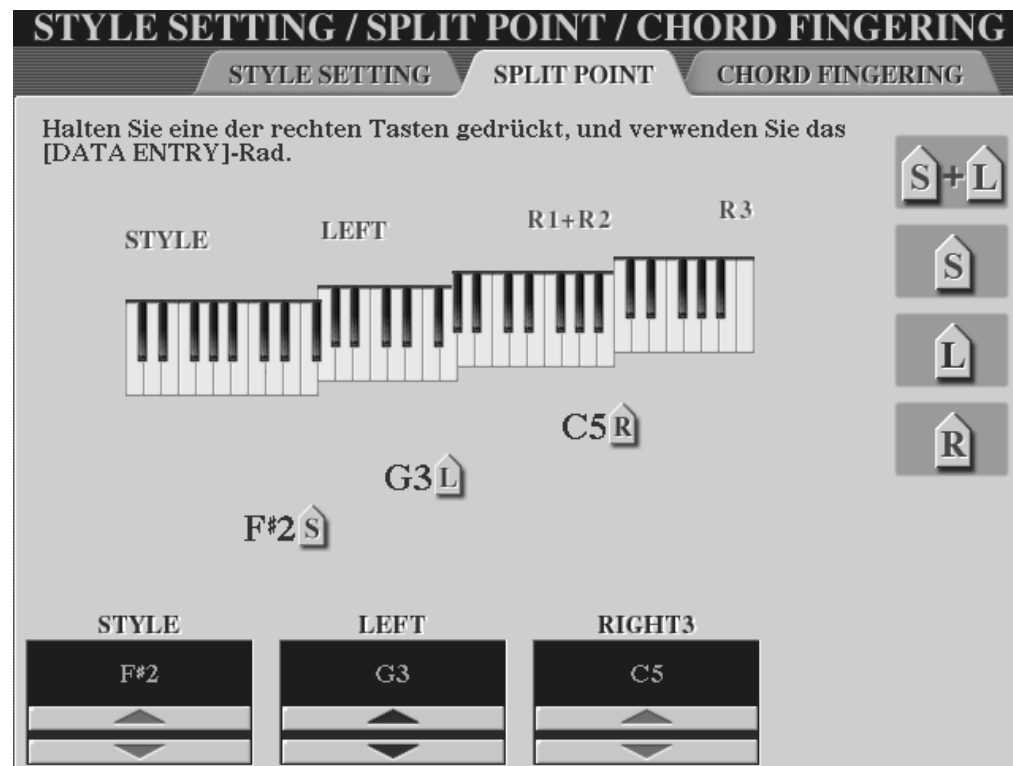 STYLE SETTING / SPLIT POINT / CHORD FINGERING
STYLE SETTING SPLIT POINT CHORD FINGERING
Halten Sie eine der rechten Tasten gedrückt, und verwenden Sie das
[DATA ENTRY]-Rad.
S+L
STYLE LEFT R1+R2 R3
S
L
C5 R
R
G3 L
F#2 S
STYLE LEFT RIGHT3
F#2 G3 C5